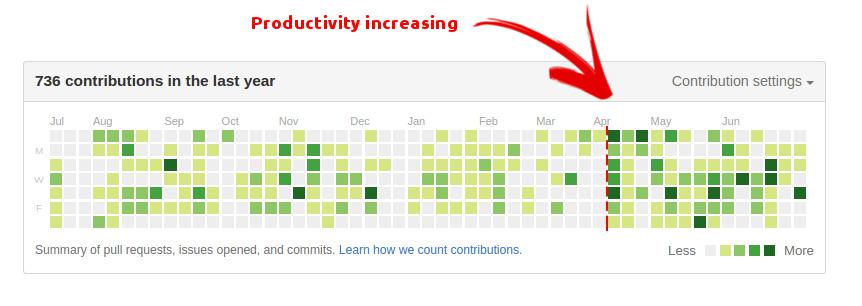 Productivity increasing
736 contributions in the last year
Contribution settings
Jul Aug Sep Oct Nov Dec Jan Feb Mar Apr May Jun
M
W
F
Summary of pull requests, issues opened, and commits. Learn how we count contributions.
Less More